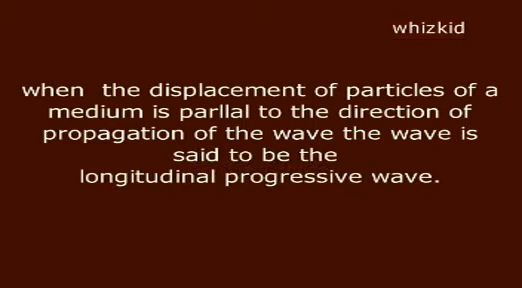 whizkid
when the displacement of particles of a
medium is parllal to the direction of
propagation of the wave the wave is
said to be the
longitudinal progressive wave.